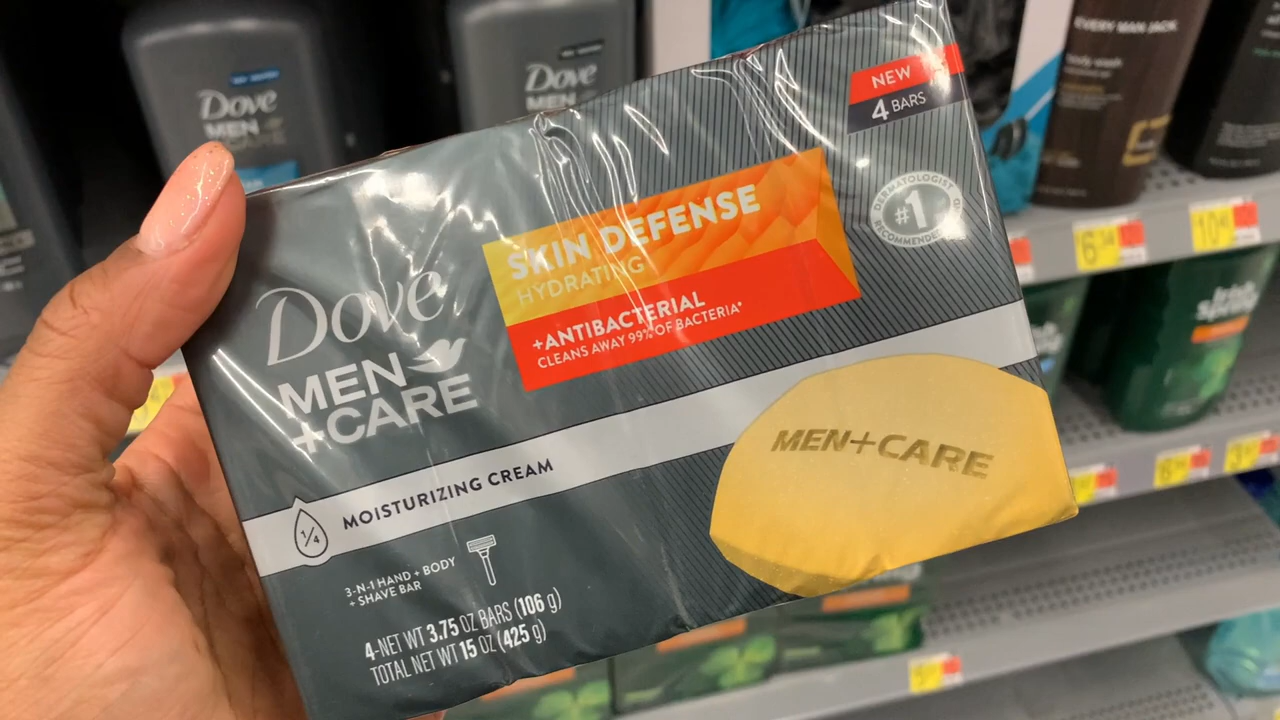 Dove
MEN
+CARE
Dove
MEN
EVERY MAN JACK
body wash
NEW
4 BARS
DERMATOLOGIST
#1
RECOMMENDED
SKIN DEFENSE
HYDRATING
+ANTIBACTERIAL
CLEANS AWAY 99% OF BACTERIA*
Dove
MEN
+CARE
1/4
MOISTURIZING CREAM
MEN+CARE
3-N-1 HAND + BODY
+ SHAVE BAR
4-NET WT 3.75 OZ BARS (106 g)
TOTAL NET WT 15 OZ (425 g)